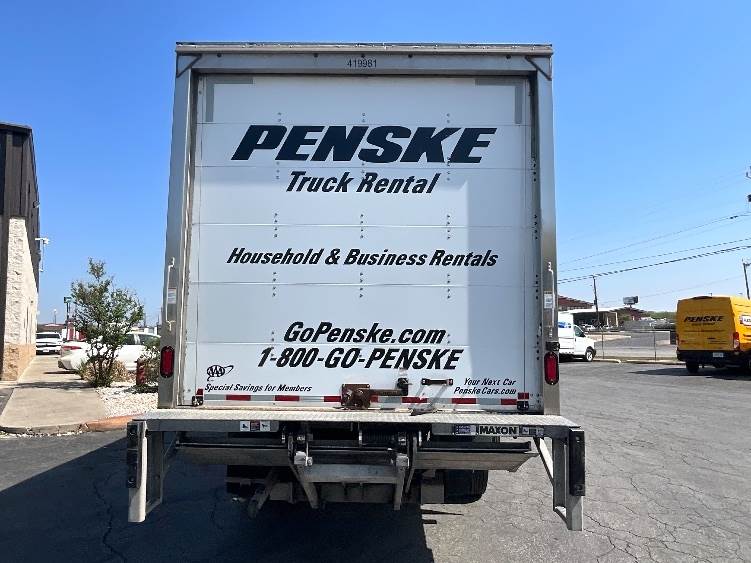 419981
PENSKE
Truck Rental
Household & Business Rentals
GoPenske.com
1-800-GO-PENSKE
AAA
Special Savings for Members
Your Next Car
PenskeCars.com
MAXON
PENSKE